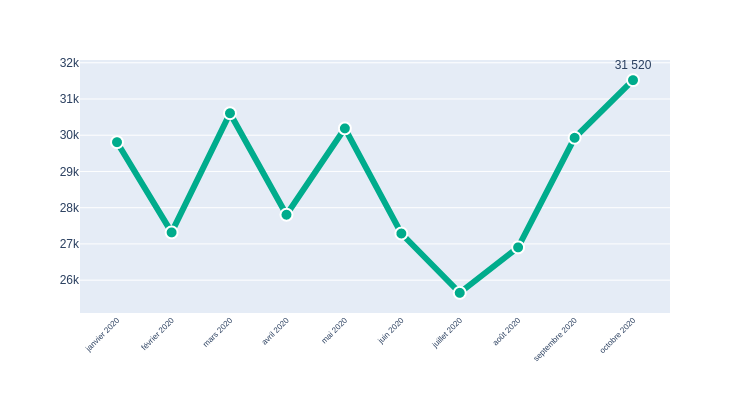 32k
31 520
31k
30k
29k
28k
27k
26k
janvier 2020
février 2020
mars 2020
avril 2020
mai 2020
juin 2020
juillet 2020
août 2020
septembre 2020
octobre 2020